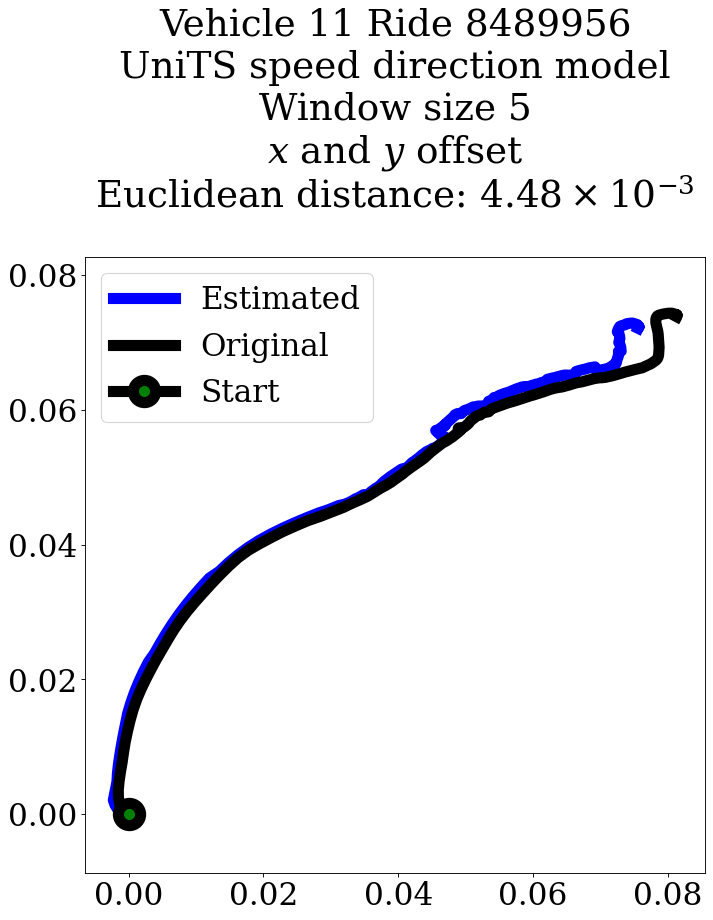 Vehicle 11 Ride 8489956
UniTS speed direction model
Window size 5
x and y offset
Euclidean distance: 4.48 × 10⁻³
0.08
0.06
0.04
0.02
0.00
Estimated
Original
Start
0.00 0.02 0.04 0.06 0.08